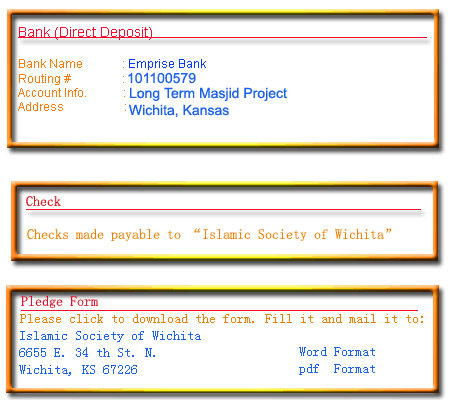 Bank (Direct Deposit)
Bank Name : Emprise Bank
Routing # : 101100579
Account Info. : Long Term Masjid Project
Address : Wichita, Kansas
Check
Checks made payable to “Islamic Society of Wichita”
Pledge Form
Please click to download the form. Fill it and mail it to:
Islamic Society of Wichita
6655 E. 34 th St. N. Word Format
Wichita, KS 67226 pdf Format